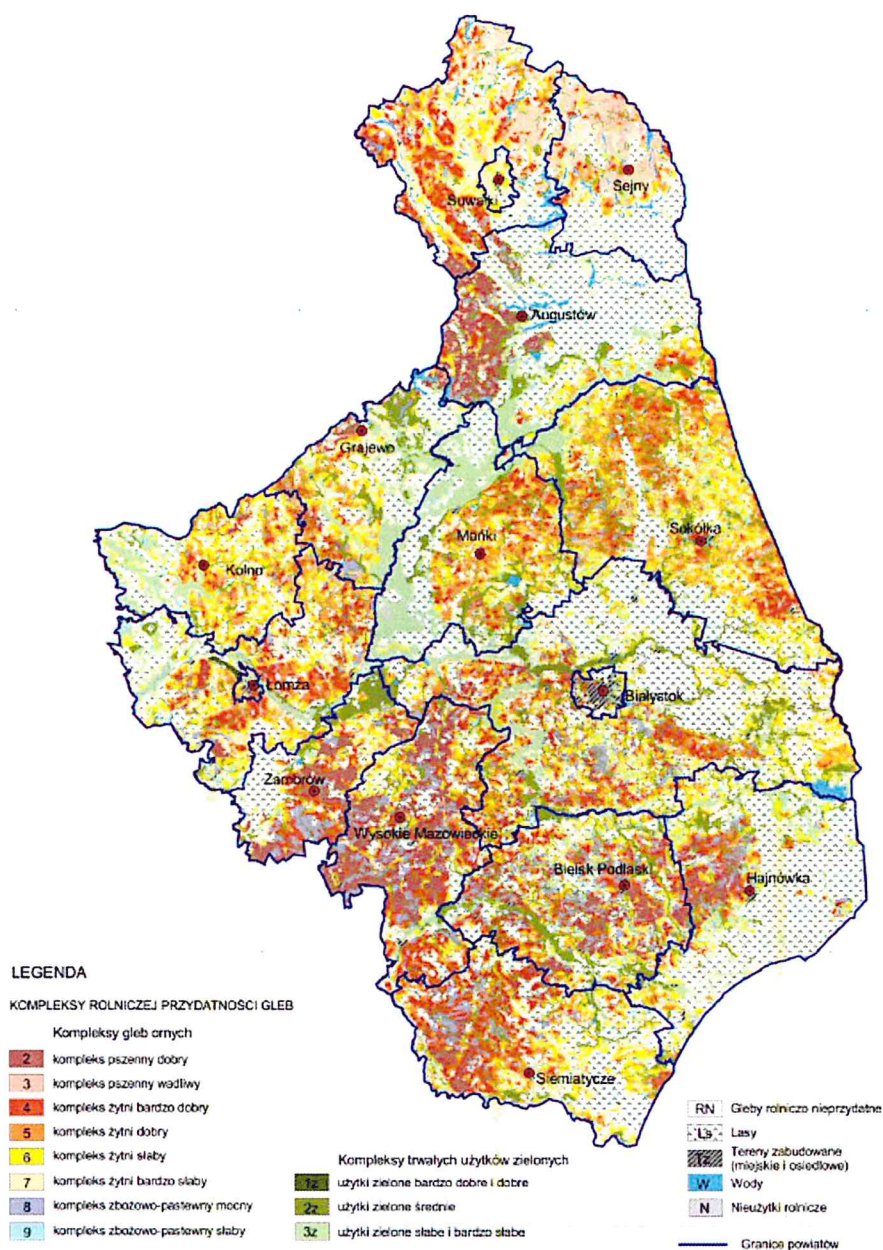 Suwałki
Sejny
Augustów
Grajewo
Mońki
Sokółka
Kolno
Łomża
Białystok
Zambrów
Wysokie Mazowieckie
Bielsk Podlaski
Hajnówka
Siemiatycze
LEGENDA
KOMPLEKSY ROLNICZEJ PRZYDATNOŚCI GLEB
Kompleksy gleb ornych
2 kompleks pszenny dobry
3 kompleks pszenny wadliwy
4 kompleks żytni bardzo dobry
5 kompleks żytni dobry
6 kompleks żytni słaby
7 kompleks żytni bardzo słaby
8 kompleks zbożowo-pastewny mocny
9 kompleks zbożowo-pastewny słaby
Kompleksy trwałych użytków zielonych
1z użytki zielone bardzo dobre i dobre
2z użytki zielone średnie
3z użytki zielone słabe i bardzo słabe
RN Gleby rolniczo nieprzydatne
Ls Lasy
Tz Tereny zabudowane
(miejskie i osiedlowe)
W Wody
N Nieużytki rolnicze
Granice powiatów